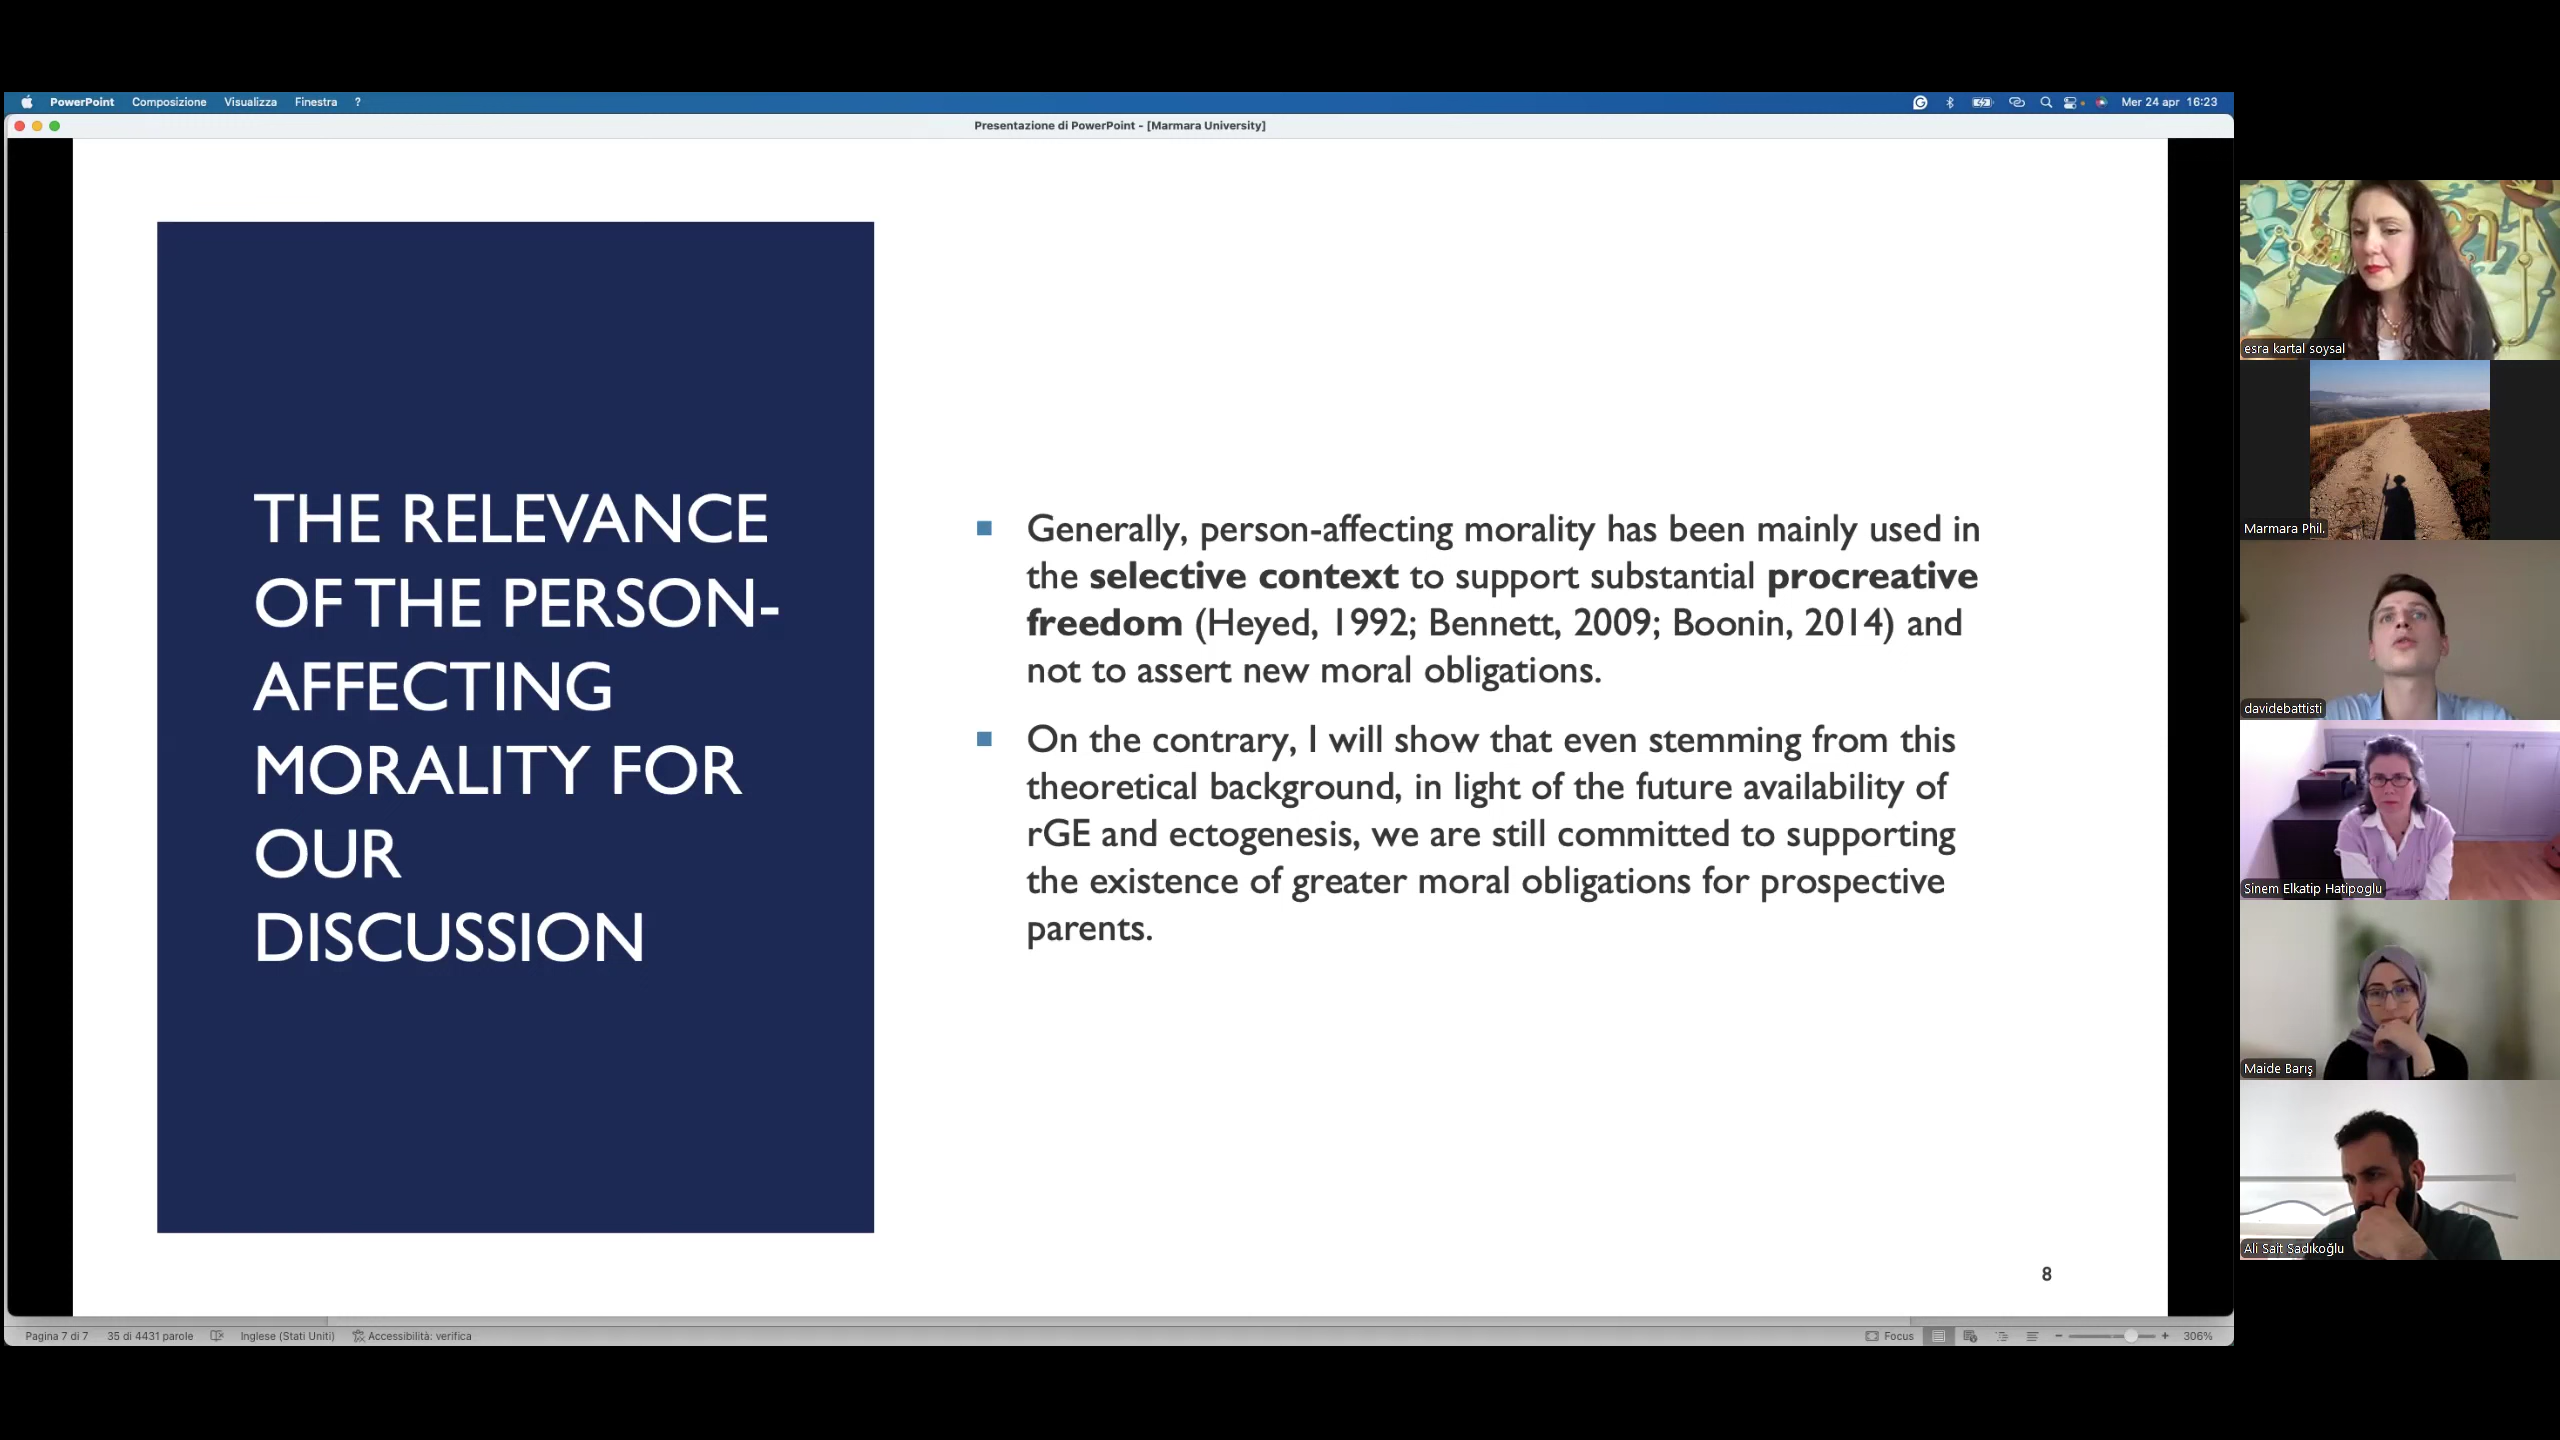 PowerPoint Composizione Visualizza Finestra ?
Mer 24 apr 16:23
Presentazione di PowerPoint - [Marmara University]
THE RELEVANCE
OF THE PERSON-
AFFECTING
MORALITY FOR
OUR
DISCUSSION
Generally, person-affecting morality has been mainly used in
the selective context to support substantial procreative
freedom (Heyed, 1992; Bennett, 2009; Boonin, 2014) and
not to assert new moral obligations.
On the contrary, I will show that even stemming from this
theoretical background, in light of the future availability of
rGE and ectogenesis, we are still committed to supporting
the existence of greater moral obligations for prospective
parents.
8
Pagina 7 di 7 35 di 4431 parole Inglese (Stati Uniti) Accessibilità: verifica
Focus 306%
esra kartal soysal
Marmara Phil.
davidebattisti
Sinem Elkatip Hatipoglu
Maide Barış
Ali Sait Sadıkoğlu